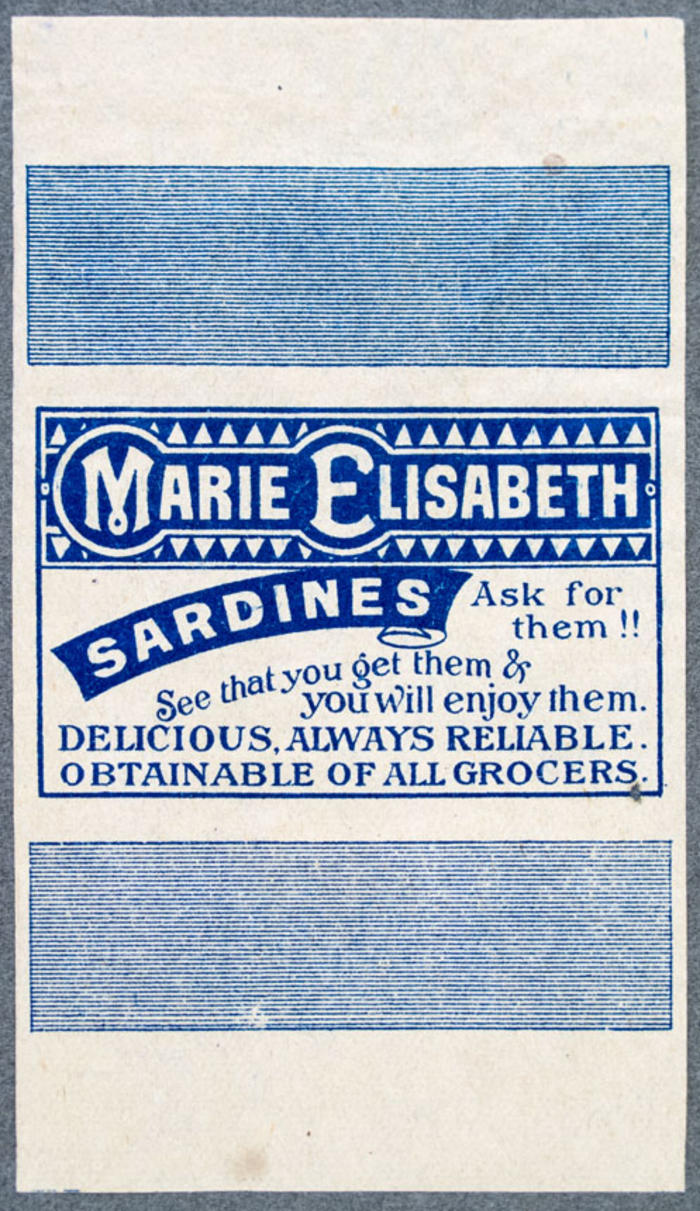 MARIE ELISABETH
SARDINES
Ask for
them !!
See that you get them &
you will enjoy them.
DELICIOUS, ALWAYS RELIABLE.
OBTAINABLE OF ALL GROCERS.